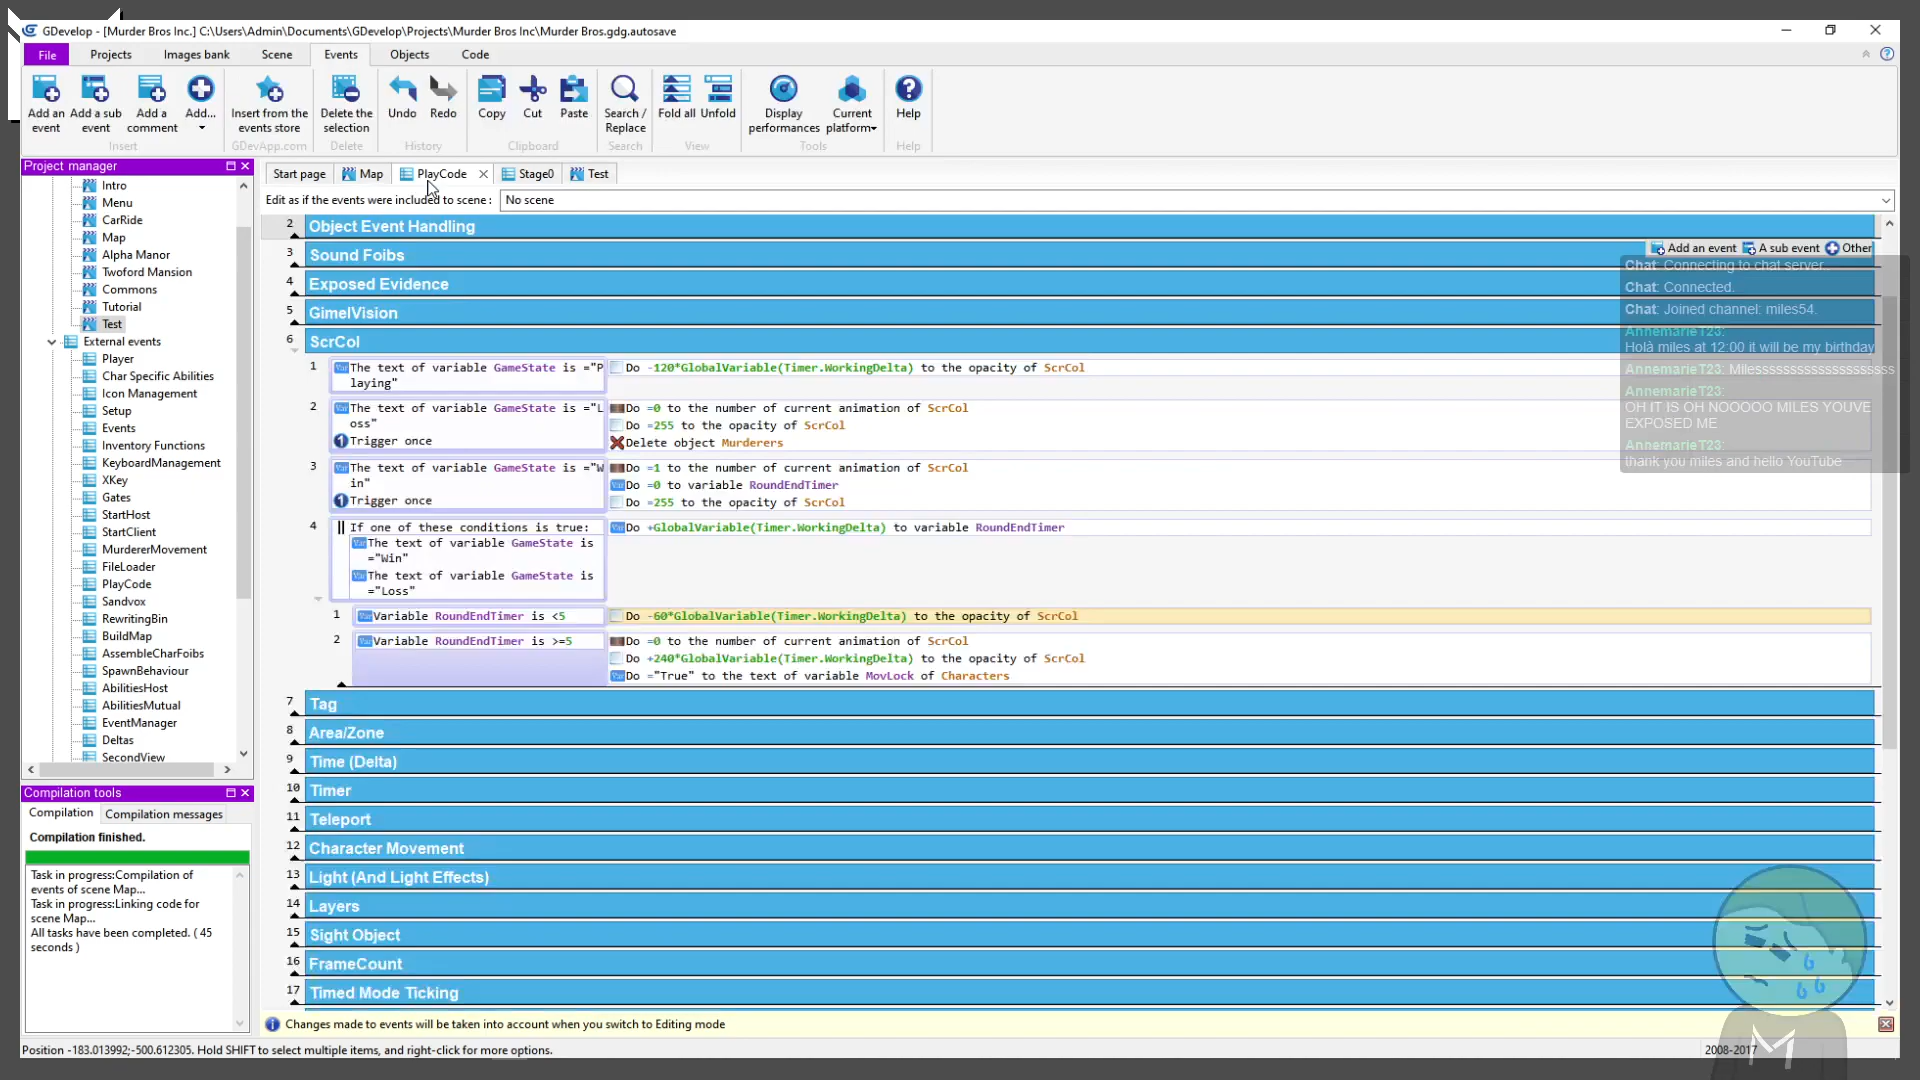 GDevelop - [Murder Bros Inc.] C:\Users\Admin\Documents\GDevelop\Projects\Murder Bros Inc\Murder Bros.gdg.autosave
File Projects Images bank Scene Events Objects Code
Add an event
Add a sub event
Add a comment
Add...
Insert
Insert from the events store
GDevApp.com
Delete the selection
Delete
Undo
Redo
History
Copy
Cut
Paste
Clipboard
Search / Replace
Search
Fold all
Unfold
View
Display performances
Current platform
Tools
Help
Help
Project manager
Intro
Menu
CarRide
Map
Alpha Manor
Twoford Mansion
Commons
Tutorial
Test
External events
Player
Char Specific Abilities
Icon Management
Setup
Events
Inventory Functions
KeyboardManagement
XKey
Gates
StartHost
StartClient
MurdererMovement
FileLoader
PlayCode
Sandvox
RewritingBin
BuildMap
AssembleCharFoibs
SpawnBehaviour
AbilitiesHost
AbilitiesMutual
EventManager
Deltas
SecondView
Compilation tools
Compilation Compilation messages
Compilation finished.
Task in progress:Compilation of
events of scene Map...
Task in progress:Linking code for
scene Map...
All tasks have been completed. ( 45
seconds )
Start page Map PlayCode Stage0 Test
Edit as if the events were included to scene : No scene
2 Object Event Handling
Add an event A sub event Other
3 Sound Foibs
4 Exposed Evidence
5 GimelVision
6 ScrCol
1 The text of variable GameState is ="P
laying"
Do -120*GlobalVariable(Timer.WorkingDelta) to the opacity of ScrCol
2 The text of variable GameState is ="L
oss"
Trigger once
Do =0 to the number of current animation of ScrCol
Do =255 to the opacity of ScrCol
Delete object Murderers
3 The text of variable GameState is ="W
in"
Trigger once
Do =1 to the number of current animation of ScrCol
Do =0 to variable RoundEndTimer
Do =255 to the opacity of ScrCol
4 If one of these conditions is true:
The text of variable GameState is
="Win"
The text of variable GameState is
="Loss"
Do +GlobalVariable(Timer.WorkingDelta) to variable RoundEndTimer
1 Variable RoundEndTimer is <5
Do -60*GlobalVariable(Timer.WorkingDelta) to the opacity of ScrCol
2 Variable RoundEndTimer is >=5
Do =0 to the number of current animation of ScrCol
Do +240*GlobalVariable(Timer.WorkingDelta) to the opacity of ScrCol
Do ="True" to the text of variable MovLock of Characters
7 Tag
8 Area/Zone
9 Time (Delta)
10 Timer
11 Teleport
12 Character Movement
13 Light (And Light Effects)
14 Layers
15 Sight Object
16 FrameCount
17 Timed Mode Ticking
Chat: Connecting to chat server..
Chat: Connected.
Chat: Joined channel: miles54.
AnnemarieT23:
Holà miles at 12:00 it will be my birthday
AnnemarieT23: Milesssssssssssssssssss
AnnemarieT23:
OH IT IS OH NOOOOO MILES YOUVE
EXPOSED ME
AnnemarieT23:
thank you miles and hello YouTube
Changes made to events will be taken into account when you switch to Editing mode
Position -183.013992;-500.612305. Hold SHIFT to select multiple items, and right-click for more options.
2008-2017